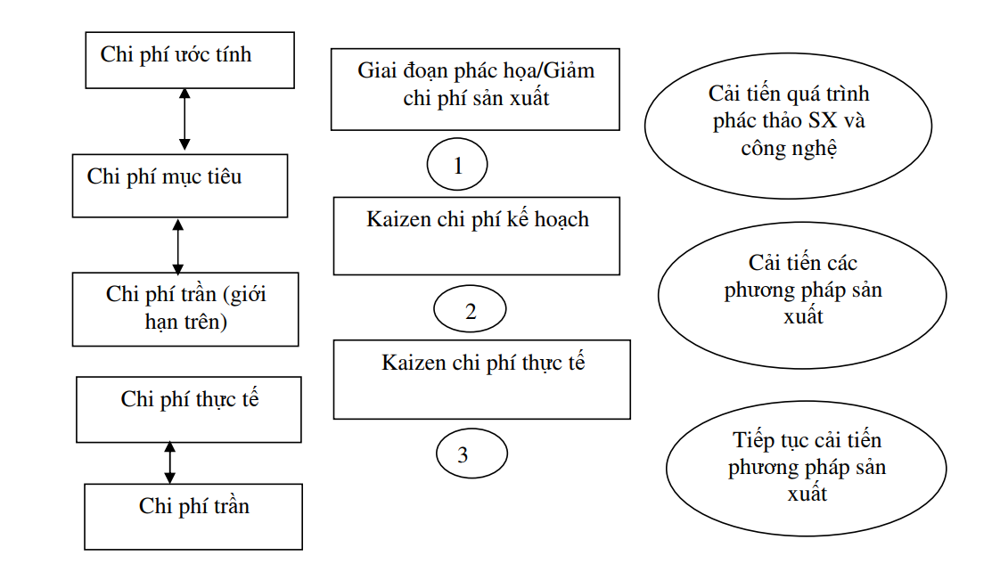 Chi phí ước tính
Chi phí mục tiêu
Chi phí trần (giới
hạn trên)
Chi phí thực tế
Chi phí trần
Giai đoạn phác họa/Giảm
chi phí sản xuất
1
Kaizen chi phí kế hoạch
2
Kaizen chi phí thực tế
3
Cải tiến quá trình
phác thảo SX và
công nghệ
Cải tiến các
phương pháp sản
xuất
Tiếp tục cải tiến
phương pháp sản
xuất